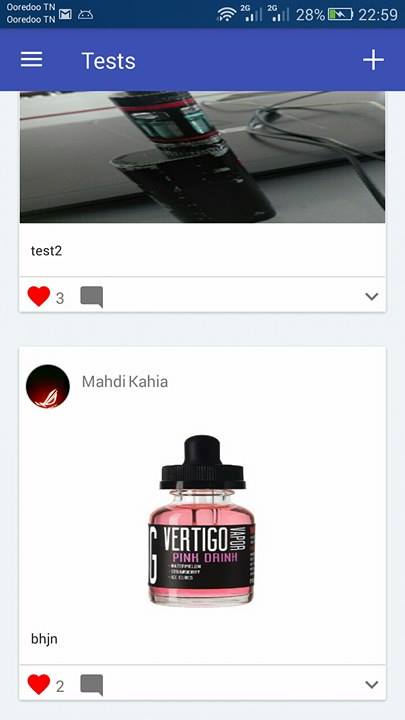 Ooredoo TN
Ooredoo TN
2G 2G 28% 22:59
Tests
test2
3
Mahdi Kahia
G VERTIGO VAPOR
PINK DRINK
- WATERMELON
- STRAWBERRY
- ICE CUBES
bhjn
2